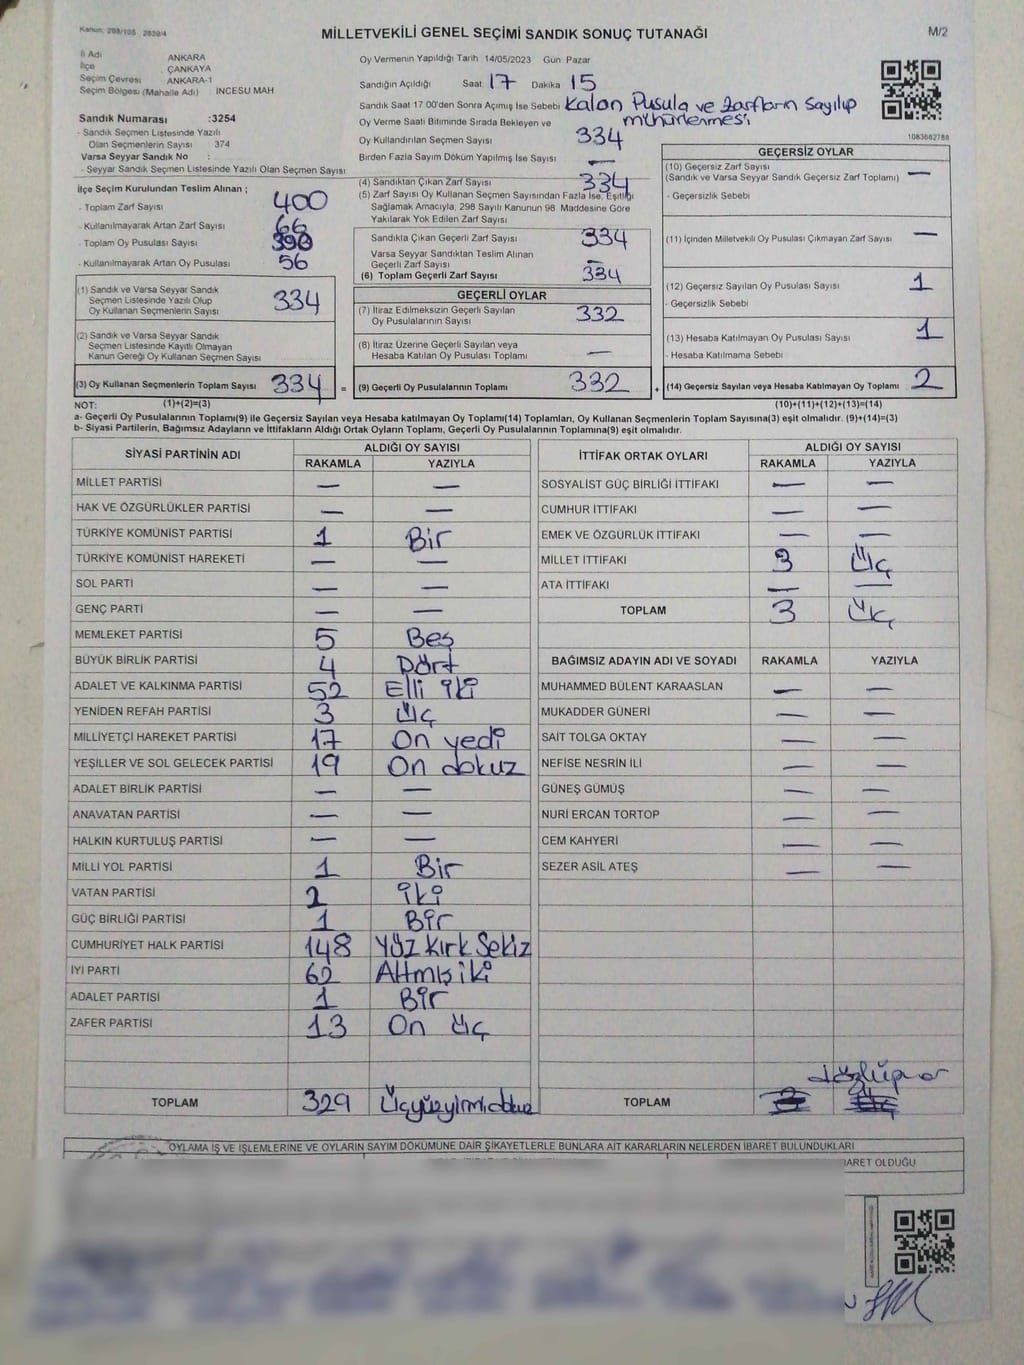 Kanun: 298/105 2839/4
MİLLETVEKİLİ GENEL SEÇİMİ SANDIK SONUÇ TUTANAĞI
M/2
İl Adı ANKARA
İlçe ÇANKAYA
Seçim Çevresi ANKARA-1
Seçim Bölgesi (Mahalle Adı) İNCESU MAH
Sandık Numarası :3254
- Sandık Seçmen Listesinde Yazılı
Olan Seçmenlerin Sayısı 374
Varsa Seyyar Sandık No :
- Seyyar Sandık Seçmen Listesinde Yazılı Olan Seçmen Sayısı
Oy Vermenin Yapıldığı Tarih 14/05/2023 Gün Pazar
Sandığın Açıldığı Saat 17 Dakika 15
Sandık Saat 17:00'den Sonra Açımış İse Sebebi Kalan Pusula ve zarfların Sayılıp
mühürlenmesi
Oy Verme Saati Bitiminde Sırada Bekleyen ve
Oy Kullandırılan Seçmen Sayısı 334
Birden Fazla Sayım Döküm Yapılmış İse Sayısı —
1083662788
İlçe Seçim Kurulundan Teslim Alınan ;
- Toplam Zarf Sayısı 400
- Kullanılmayarak Artan Zarf Sayısı 66
- Toplam Oy Pusulası Sayısı 390
- Kullanılmayarak Artan Oy Pusulası 56
(1) Sandık ve Varsa Seyyar Sandık
Seçmen Listesinde Yazılı Olup
Oy Kullanan Seçmenlerin Sayısı 334
(2) Sandık ve Varsa Seyyar Sandık
Seçmen Listesinde Kayıtlı Olmayan
Kanun Gereği Oy Kullanan Seçmen Sayısı
(3) Oy Kullanan Seçmenlerin Toplam Sayısı 334 =
(4) Sandıktan Çıkan Zarf Sayısı 334
(5) Zarf Sayısı Oy Kullanan Seçmen Sayısından Fazla İse, Eşitliği
Sağlamak Amacıyla, 298 Sayılı Kanunun 98. Maddesine Göre
Yakılarak Yok Edilen Zarf Sayısı
Sandıkta Çıkan Geçerli Zarf Sayısı 334
Varsa Seyyar Sandıktan Teslim Alınan
Geçerli Zarf Sayısı —
(6) Toplam Geçerli Zarf Sayısı 334
GEÇERLİ OYLAR
(7) İtiraz Edilmeksizin Geçerli Sayılan
Oy Pusulalarının Sayısı 332
(8) İtiraz Üzerine Geçerli Sayılan veya
Hesaba Katılan Oy Pusulası Toplamı —
(9) Geçerli Oy Pusulalarının Toplamı 332 +
GEÇERSİZ OYLAR
(10) Geçersiz Zarf Sayısı
(Sandık ve Varsa Seyyar Sandık Geçersiz Zarf Toplamı) —
- Geçersizlik Sebebi
(11) İçinden Milletvekili Oy Pusulası Çıkmayan Zarf Sayısı —
(12) Geçersiz Sayılan Oy Pusulası Sayısı 1
- Geçersizlik Sebebi
(13) Hesaba Katılmayan Oy Pusulası Sayısı 1
- Hesaba Katılmama Sebebi
(14) Geçersiz Sayılan veya Hesaba Katılmayan Oy Toplamı 2
NOT: (1)+(2)=(3) (10)+(11)+(12)+(13)=(14)
a- Geçerli Oy Pusulalarının Toplamı(9) ile Geçersiz Sayılan veya Hesaba katılmayan Oy Toplamı(14) Toplamları, Oy Kullanan Seçmenlerin Toplam Sayısına(3) eşit olmalıdır. (9)+(14)=(3)
b- Siyasi Partilerin, Bağımsız Adayların ve İttifakların Aldığı Ortak Oyların Toplamı, Geçerli Oy Pusulalarının Toplamına(9) eşit olmalıdır.
SİYASİ PARTİNİN ADI ALDIĞI OY SAYISI
RAKAMLA YAZIYLA
MİLLET PARTİSİ — —
HAK VE ÖZGÜRLÜKLER PARTİSİ — —
TÜRKİYE KOMÜNİST PARTİSİ 1 Bir
TÜRKİYE KOMÜNİST HAREKETİ — —
SOL PARTİ — —
GENÇ PARTİ — —
MEMLEKET PARTİSİ 5 Beş
BÜYÜK BİRLİK PARTİSİ 4 Dört
ADALET VE KALKINMA PARTİSİ 52 Elli iki
YENİDEN REFAH PARTİSİ 3 Üç
MİLLİYETÇİ HAREKET PARTİSİ 17 On yedi
YEŞİLLER VE SOL GELECEK PARTİSİ 19 On dokuz
ADALET BİRLİK PARTİSİ — —
ANAVATAN PARTİSİ — —
HALKIN KURTULUŞ PARTİSİ — —
MİLLİ YOL PARTİSİ 1 Bir
VATAN PARTİSİ 2 iki
GÜÇ BİRLİĞİ PARTİSİ 1 Bir
CUMHURİYET HALK PARTİSİ 148 Yüz Kırk Sekiz
İYİ PARTİ 62 Altmış iki
ADALET PARTİSİ 1 Bir
ZAFER PARTİSİ 13 On üç
TOPLAM 329 Üçyüzyirmidokuz
İTTİFAK ORTAK OYLARI ALDIĞI OY SAYISI
RAKAMLA YAZIYLA
SOSYALİST GÜÇ BİRLİĞİ İTTİFAKI — —
CUMHUR İTTİFAKI — —
EMEK VE ÖZGÜRLÜK İTTİFAKI — —
MİLLET İTTİFAKI 3 Üç
ATA İTTİFAKI — —
TOPLAM 3 Üç
BAĞIMSIZ ADAYIN ADI VE SOYADI RAKAMLA YAZIYLA
MUHAMMED BÜLENT KARAASLAN — —
MUKADDER GÜNERİ — —
SAİT TOLGA OKTAY — —
NEFİSE NESRİN İLİ — —
GÜNEŞ GÜMÜŞ — —
NURİ ERCAN TORTOP — —
CEM KAHYERİ — —
SEZER ASİL ATEŞ — —
TOPLAM
OYLAMA İŞ VE İŞLEMLERİNE VE OYLARIN SAYIM DÖKÜMÜNE DAİR ŞİKAYETLERLE BUNLARA AİT KARARLARIN NELERDEN İBARET BULUNDUKLARI
BARET OLDUĞU